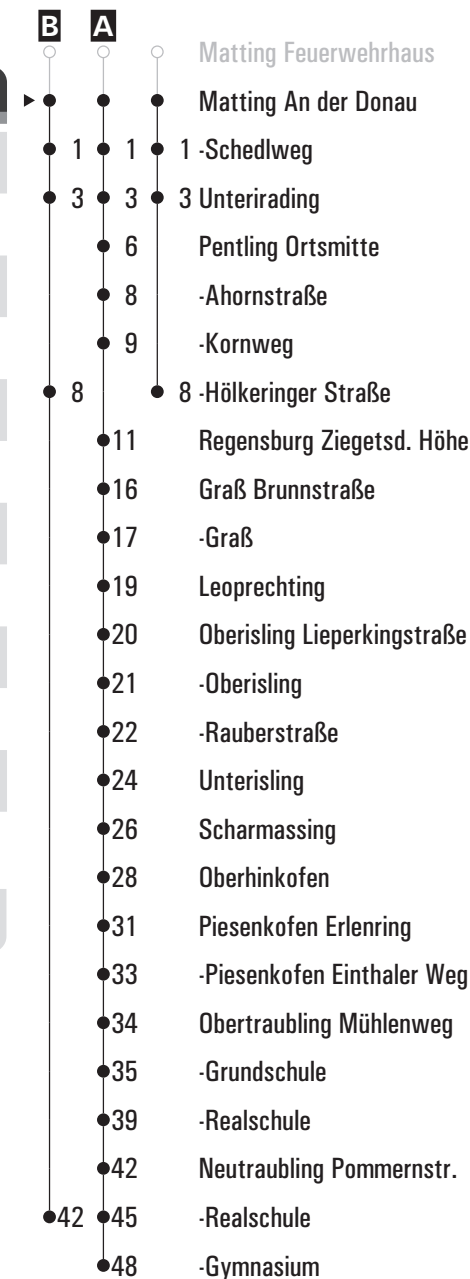 B A
Matting Feuerwehrhaus
Matting An der Donau
1 1 1 -Schedlweg
3 3 3 Unterirading
6 Pentling Ortsmitte
8 -Ahornstraße
9 -Kornweg
8 8 -Hölkeringer Straße
11 Regensburg Ziegetsd. Höhe
16 Graß Brunnstraße
17 -Graß
19 Leoprechting
20 Oberisling Lieperkingstraße
21 -Oberisling
22 -Rauberstraße
24 Unterisling
26 Scharmassing
28 Oberhinkofen
31 Piesenkofen Erlenring
33 -Piesenkofen Einthaler Weg
34 Obertraubling Mühlenweg
35 -Grundschule
39 -Realschule
42 Neutraubling Pommernstr.
42 45 -Realschule
48 -Gymnasium